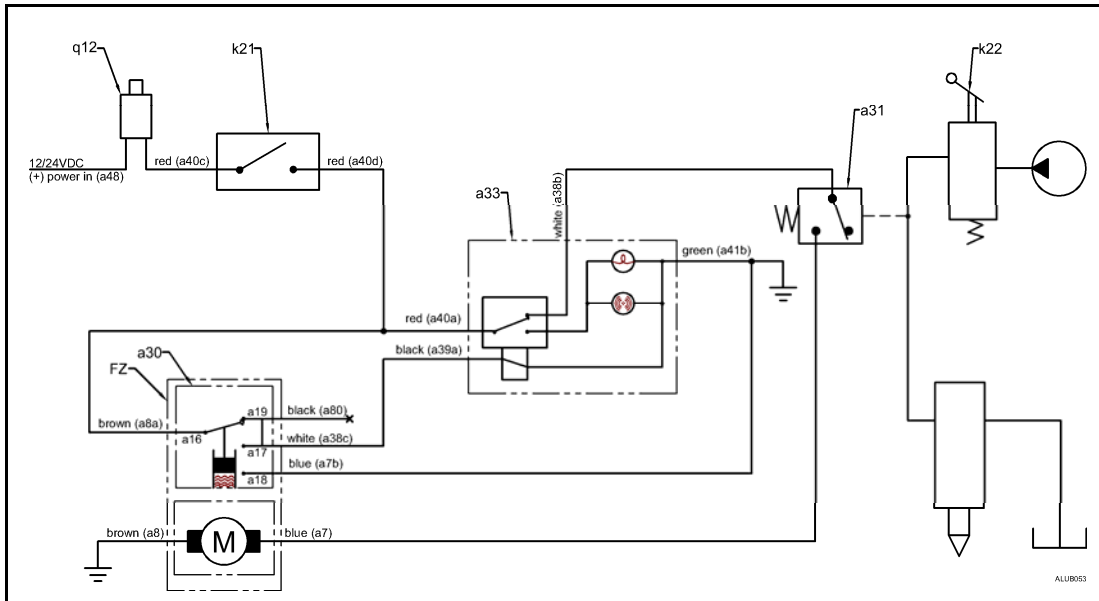 q12
k21
k22
a31
12/24VDC
(+) power in (a48)
red (a40c)
red (a40d)
a33
white (a38b)
green (a41b)
red (a40a)
black (a39a)
a30
FZ
brown (a8a)
a16
a19
black (a80)
a17
white (a38c)
a18
blue (a7b)
brown (a8)
M
blue (a7)
ALUB053